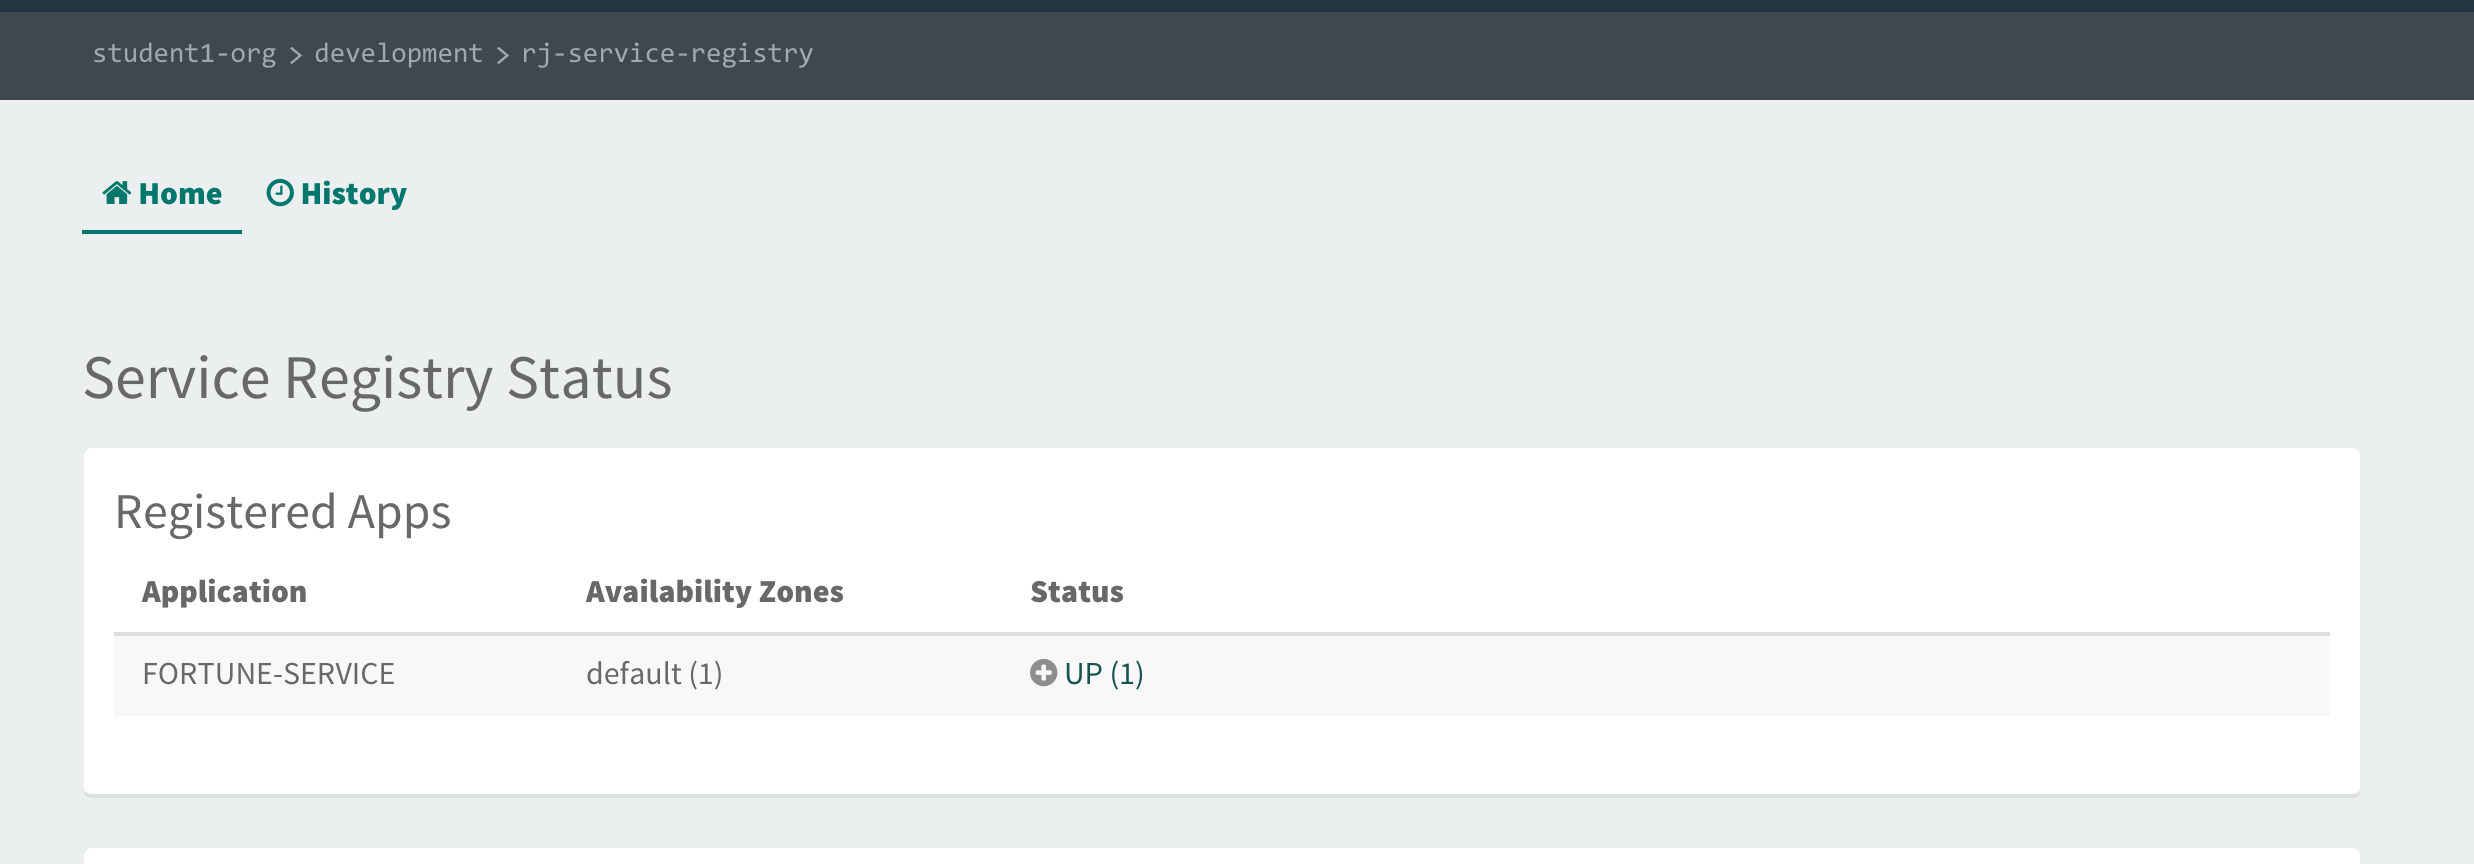 student1-org > development > rj-service-registry
Home History
Service Registry Status
Registered Apps
Application Availability Zones Status
FORTUNE-SERVICE default (1) UP (1)